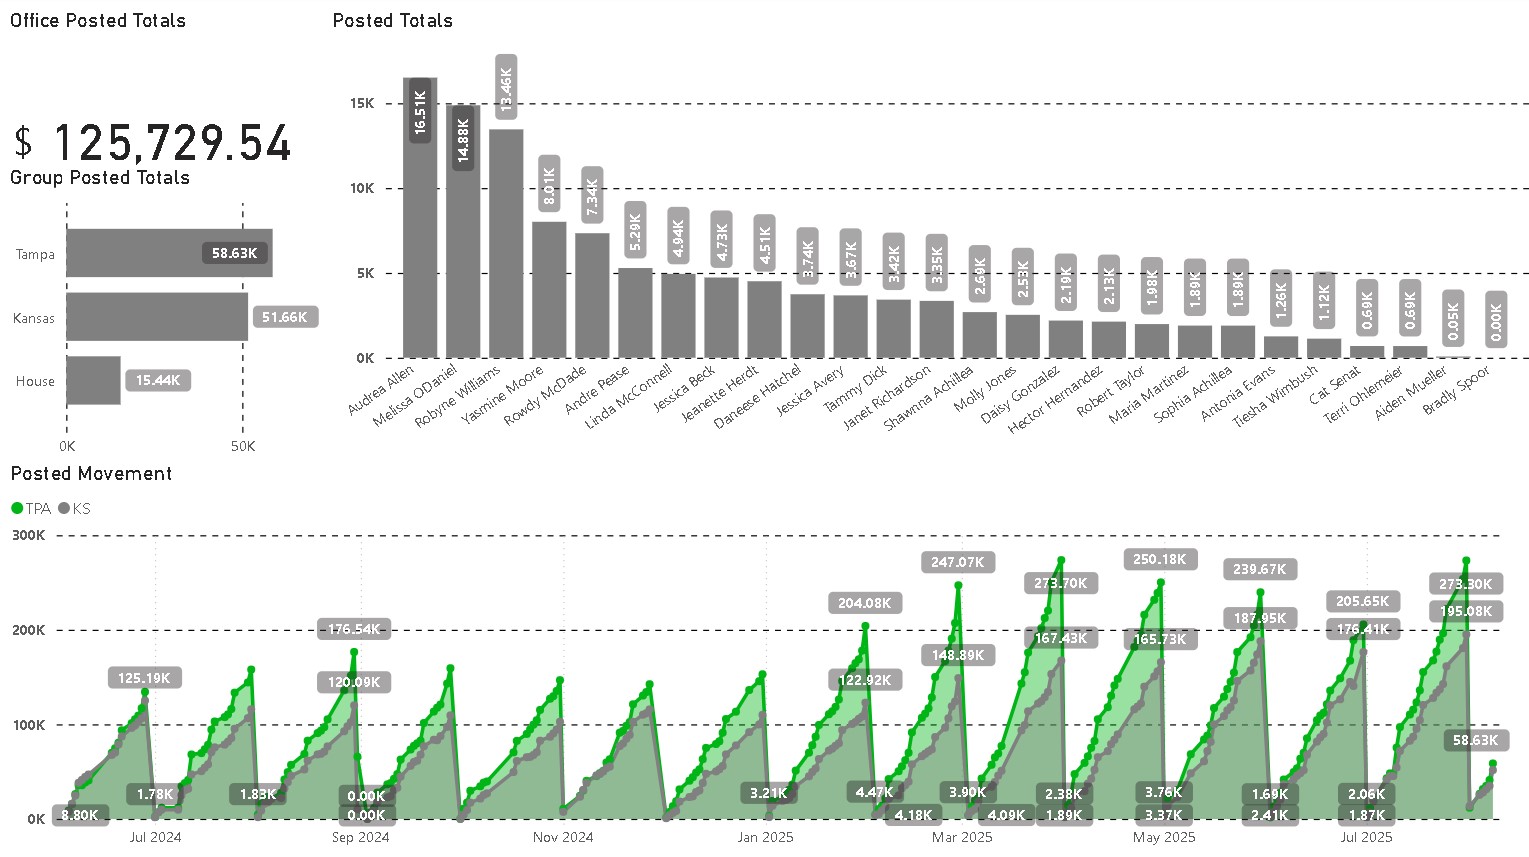 Office Posted Totals
$ 125,729.54
Group Posted Totals
Tampa 58.63K
Kansas 51.66K
House 15.44K
0K 50K
Posted Totals
15K
10K
5K
0K
16.51K 14.88K 13.46K 8.01K 7.34K 5.29K 4.94K 4.73K 4.51K 3.74K 3.67K 3.42K 3.35K 2.69K 2.53K 2.19K 2.13K 1.98K 1.89K 1.89K 1.26K 1.12K 0.69K 0.69K 0.05K 0.00K
Audrea Allen
Melissa ODaniel
Robyne Williams
Yasmine Moore
Rowdy McDade
Andre Pease
Linda McConnell
Jessica Beck
Jeanette Herdt
Daneese Hatchel
Jessica Avery
Tammy Dick
Janet Richardson
Shawnna Achillea
Molly Jones
Daisy Gonzalez
Hector Hernandez
Robert Taylor
Maria Martinez
Sophia Achillea
Antonia Evans
Tiesha Wimbush
Cat Senat
Terri Ohlemeier
Aiden Mueller
Bradly Spoor
Posted Movement
TPA KS
300K
200K
100K
0K
125.19K 176.54K 204.08K 247.07K 273.70K 250.18K 239.67K 205.65K 273.30K
120.09K 122.92K 148.89K 167.43K 165.73K 187.95K 176.41K 195.08K
58.63K
1.78K 1.83K 0.00K 3.21K 4.47K 3.90K 2.38K 3.76K 1.69K 2.06K
8.80K 0.00K 4.18K 4.09K 1.89K 3.37K 2.41K 1.87K
Jul 2024 Sep 2024 Nov 2024 Jan 2025 Mar 2025 May 2025 Jul 2025